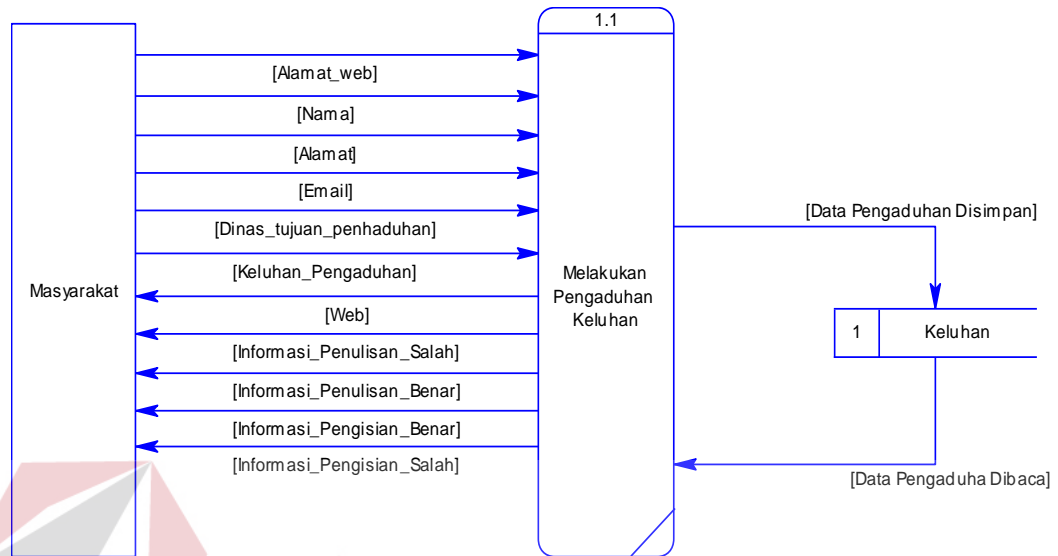 1.1
[Alamat_web]
[Nama]
[Alamat]
[Email]
[Dinas_tujuan_penhaduhan]
[Keluhan_Pengaduhan]
[Web]
[Informasi_Penulisan_Salah]
[Informasi_Penulisan_Benar]
[Informasi_Pengisian_Benar]
[Informasi_Pengisian_Salah]
Masyarakat
Melakukan
Pengaduhan
Keluhan
[Data Pengaduhan Disimpan]
1
Keluhan
[Data Pengaduha Dibaca]